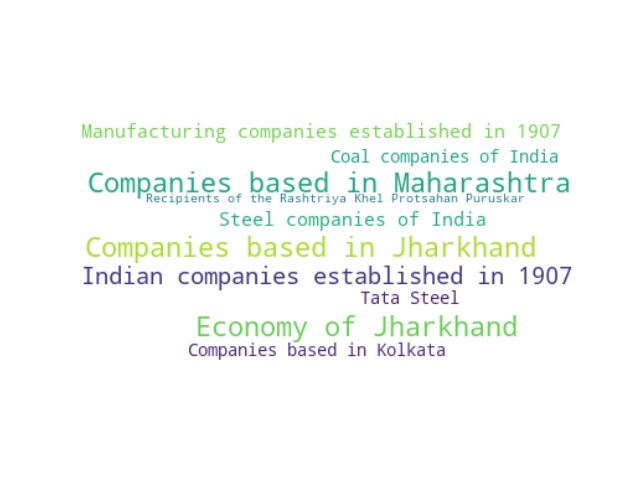 Manufacturing companies established in 1907
Coal companies of India
Companies based in Maharashtra
Recipients of the Rashtriya Khel Protsahan Puruskar
Steel companies of India
Companies based in Jharkhand
Indian companies established in 1907
Tata Steel
Economy of Jharkhand
Companies based in Kolkata